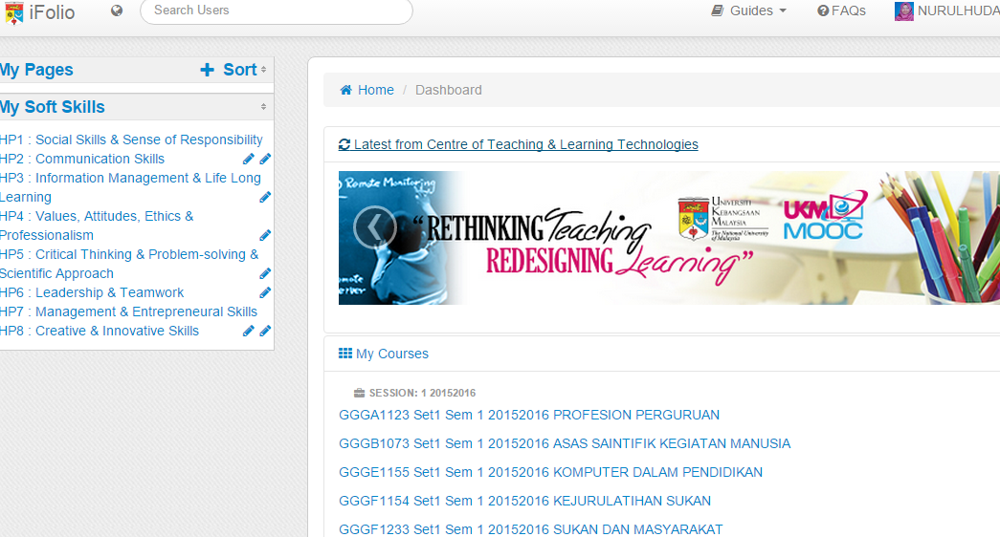 iFolio
Search Users
Guides
FAQs
NURULHUDA
My Pages
Sort
My Soft Skills
HP1 : Social Skills & Sense of Responsibility
HP2 : Communication Skills
HP3 : Information Management & Life Long
Learning
HP4 : Values, Attitudes, Ethics &
Professionalism
HP5 : Critical Thinking & Problem-solving &
Scientific Approach
HP6 : Leadership & Teamwork
HP7 : Management & Entrepreneurial Skills
HP8 : Creative & Innovative Skills
Home / Dashboard
Latest from Centre of Teaching & Learning Technologies
Remote Monitoring
“RETHINKING Teaching
REDESIGNING Learning”
UNIVERSITI
KEBANGSAAN
MALAYSIA
The National University
of Malaysia
UKM
MOOC
My Courses
SESSION: 1 20152016
GGGA1123 Set1 Sem 1 20152016 PROFESION PERGURUAN
GGGB1073 Set1 Sem 1 20152016 ASAS SAINTIFIK KEGIATAN MANUSIA
GGGE1155 Set1 Sem 1 20152016 KOMPUTER DALAM PENDIDIKAN
GGGF1154 Set1 Sem 1 20152016 KEJURULATIHAN SUKAN
GGGF1233 Set1 Sem 1 20152016 SUKAN DAN MASYARAKAT